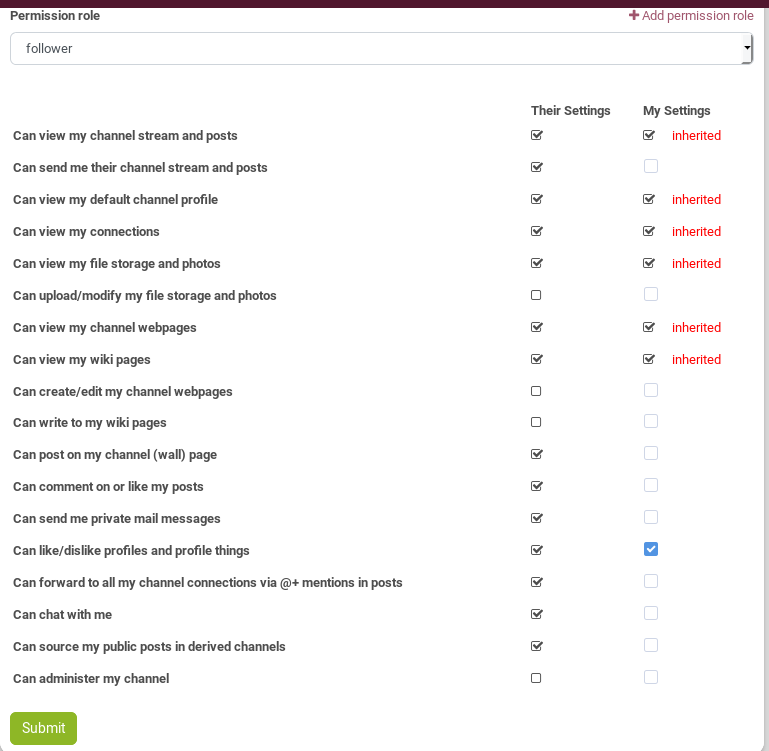 Permission role
Add permission role
follower
Their Settings My Settings
Can view my channel stream and posts inherited
Can send me their channel stream and posts
Can view my default channel profile inherited
Can view my connections inherited
Can view my file storage and photos inherited
Can upload/modify my file storage and photos
Can view my channel webpages inherited
Can view my wiki pages inherited
Can create/edit my channel webpages
Can write to my wiki pages
Can post on my channel (wall) page
Can comment on or like my posts
Can send me private mail messages
Can like/dislike profiles and profile things
Can forward to all my channel connections via @+ mentions in posts
Can chat with me
Can source my public posts in derived channels
Can administer my channel
Submit